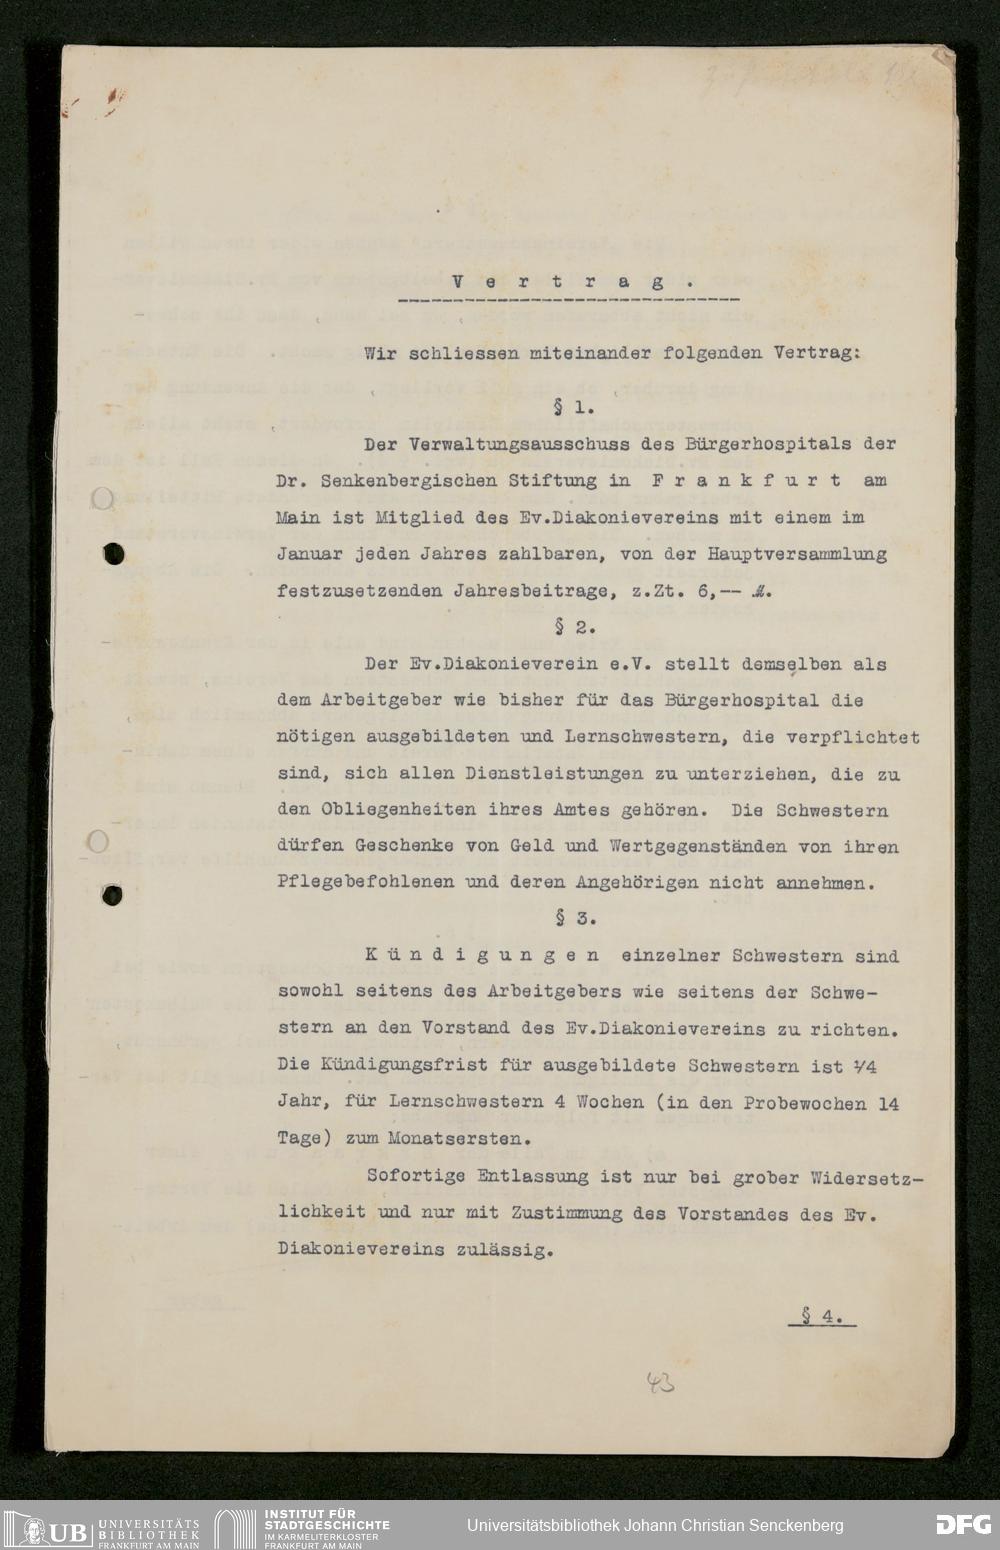 V e r t r a g .
Wir schliessen miteinander folgenden Vertrag:
§ 1.
Der Verwaltungsausschuss des Bürgerhospitals der
Dr. Senkenbergischen Stiftung in F r a n k f u r t am
Main ist Mitglied des Ev.Diakonievereins mit einem im
Januar jeden Jahres zahlbaren, von der Hauptversammlung
festzusetzenden Jahresbeitrage, z.Zt. 6,-- ℳ.
§ 2.
Der Ev.Diakonieverein e.V. stellt demselben als
dem Arbeitgeber wie bisher für das Bürgerhospital die
nötigen ausgebildeten und Lernschwestern, die verpflichtet
sind, sich allen Dienstleistungen zu unterziehen, die zu
den Obliegenheiten ihres Amtes gehören. Die Schwestern
dürfen Geschenke von Geld und Wertgegenständen von ihren
Pflegebefohlenen und deren Angehörigen nicht annehmen.
§ 3.
K ü n d i g u n g e n einzelner Schwestern sind
sowohl seitens des Arbeitgebers wie seitens der Schwe-
stern an den Vorstand des Ev.Diakonievereins zu richten.
Die Kündigungsfrist für ausgebildete Schwestern ist 1/4
Jahr, für Lernschwestern 4 Wochen (in den Probewochen 14
Tage) zum Monatsersten.
Sofortige Entlassung ist nur bei grober Widersetz-
lichkeit und nur mit Zustimmung des Vorstandes des Ev.
Diakonievereins zulässig.
§ 4.
43
UB UNIVERSITÄTS
BIBLIOTHEK
FRANKFURT AM MAIN
INSTITUT FÜR
STADTGESCHICHTE
IM KARMELITERKLOSTER
FRANKFURT AM MAIN
Universitätsbibliothek Johann Christian Senckenberg
DFG